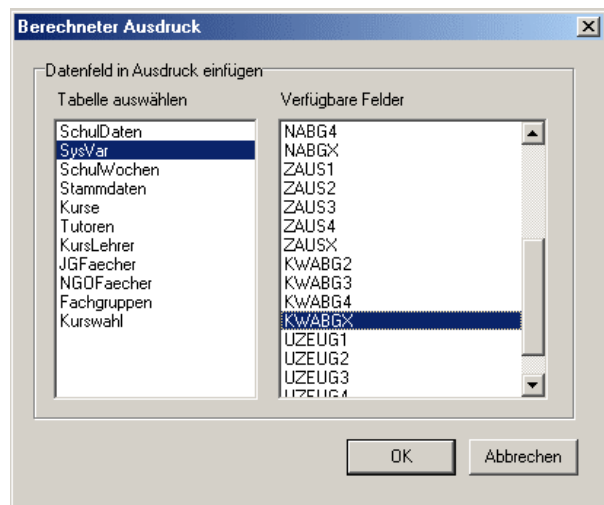 Berechneter Ausdruck
Datenfeld in Ausdruck einfügen
Tabelle auswählen
Verfügbare Felder
SchulDaten
SysVar
SchulWochen
Stammdaten
Kurse
Tutoren
KursLehrer
JGFaecher
NGOFaecher
Fachgruppen
Kurswahl
NABG4
NABGX
ZAUS1
ZAUS2
ZAUS3
ZAUS4
ZAUSX
KWABG2
KWABG3
KWABG4
KWABGX
UZEUG1
UZEUG2
UZEUG3
UZEUG4
OK
Abbrechen